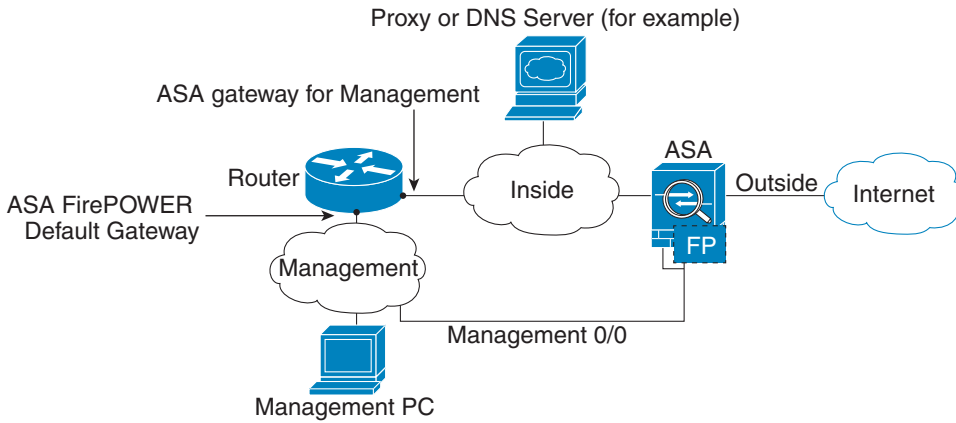 Proxy or DNS Server (for example)
ASA gateway for Management
ASA
Router
Inside
Outside
Internet
ASA FirePOWER
Default Gateway
FP
Management
Management 0/0
Management PC